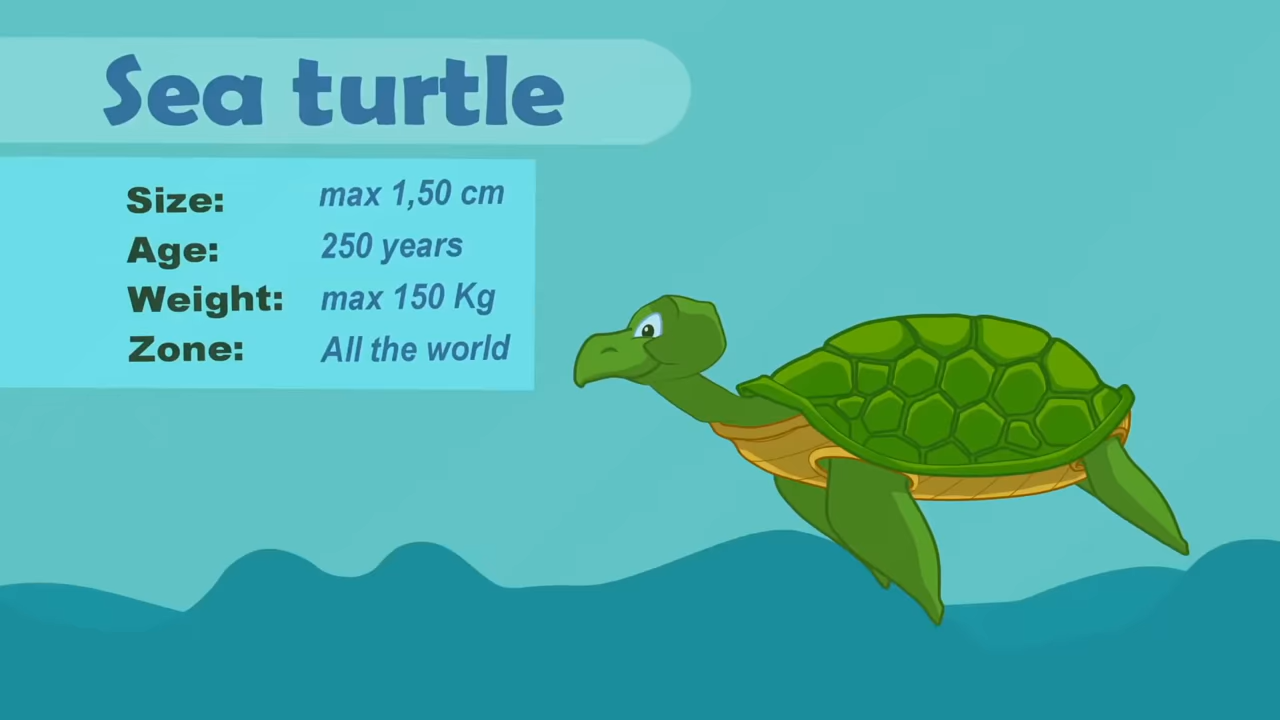 Sea turtle
Size: max 1,50 cm
Age: 250 years
Weight: max 150 Kg
Zone: All the world